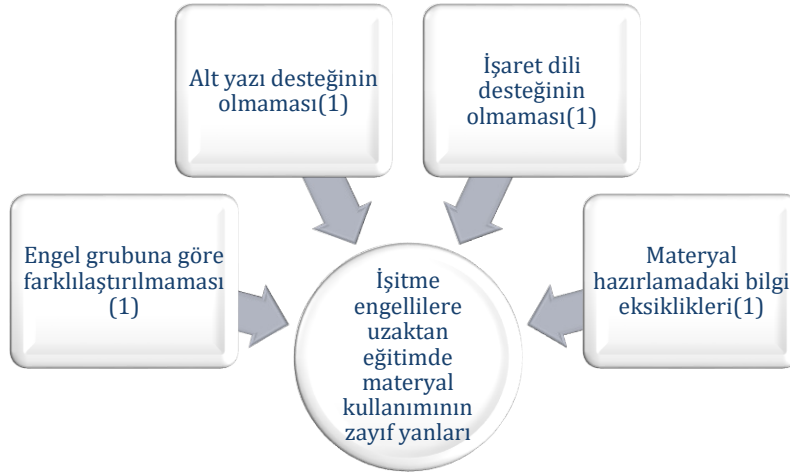 Alt yazı desteğinin
olmaması(1)
İşaret dili
desteğinin
olmaması(1)
Engel grubuna göre
farklılaştırılmaması
(1)
Materyal
hazırlamadaki bilgi
eksiklikleri(1)
İşitme
engellilere
uzaktan
eğitimde
materyal
kullanımının
zayıf yanları